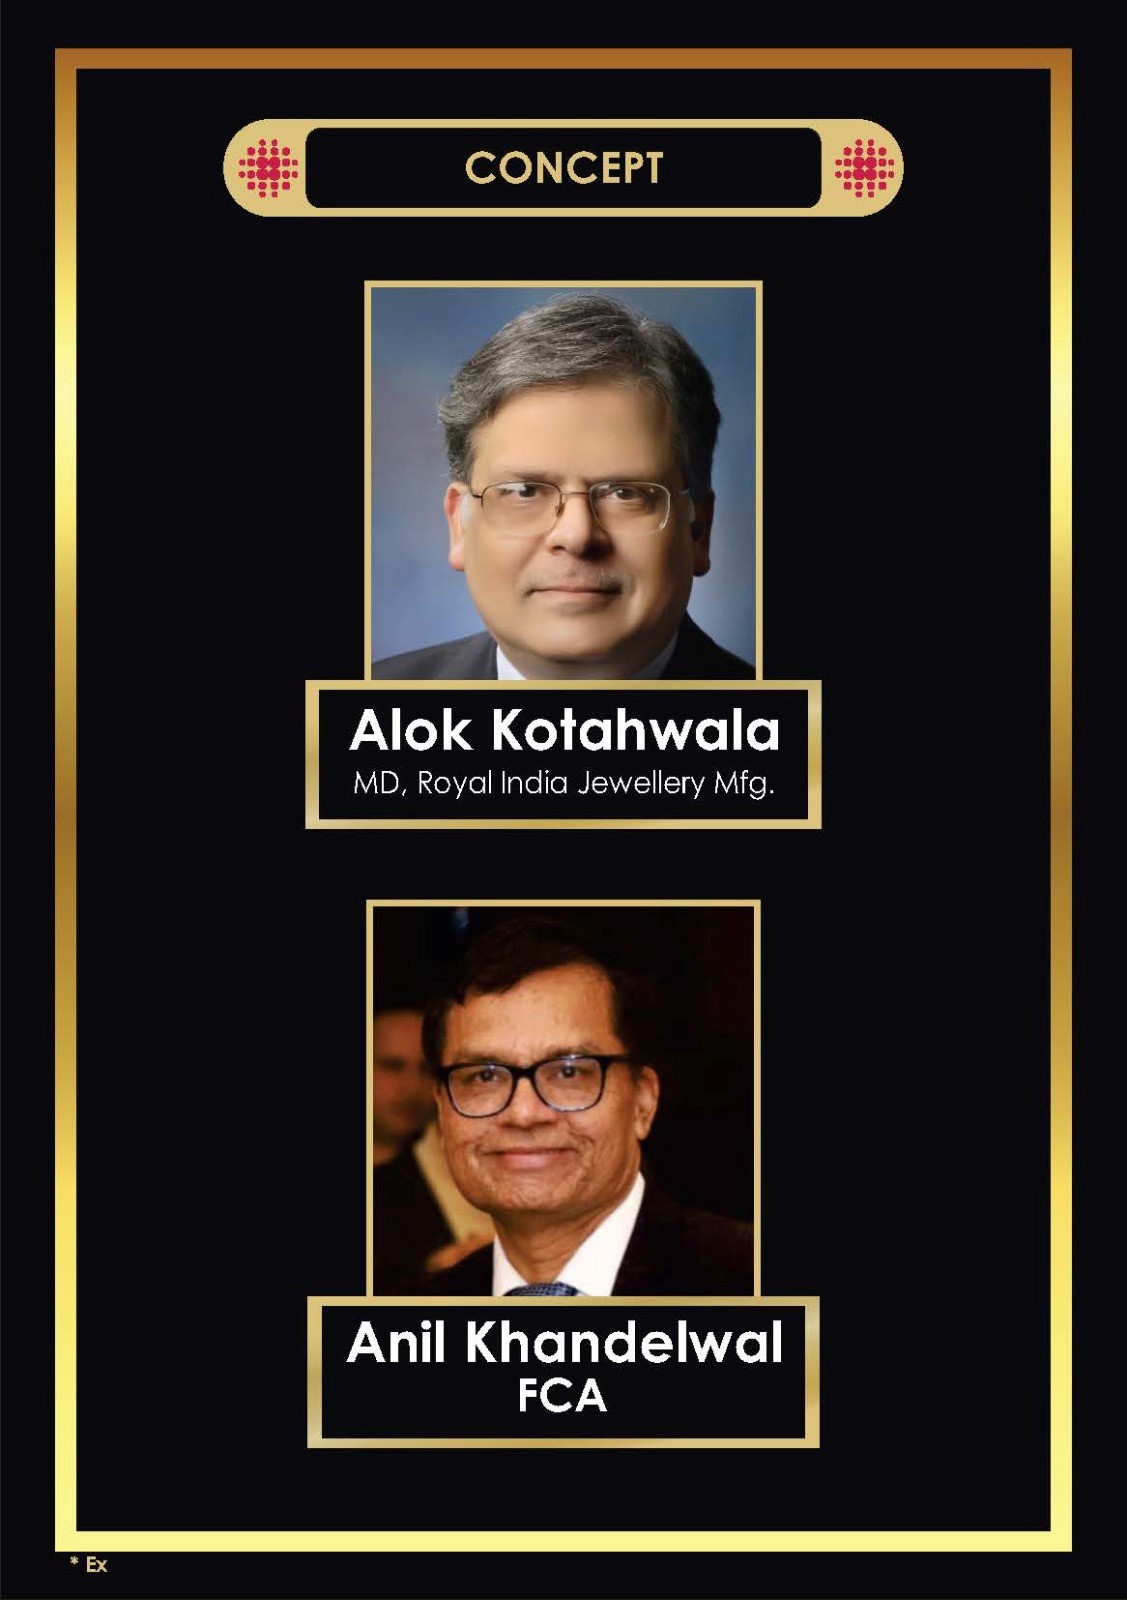 CONCEPT
Alok Kotahwala
MD, Royal India Jewellery Mfg.
Anil Khandelwal
FCA
* Ex